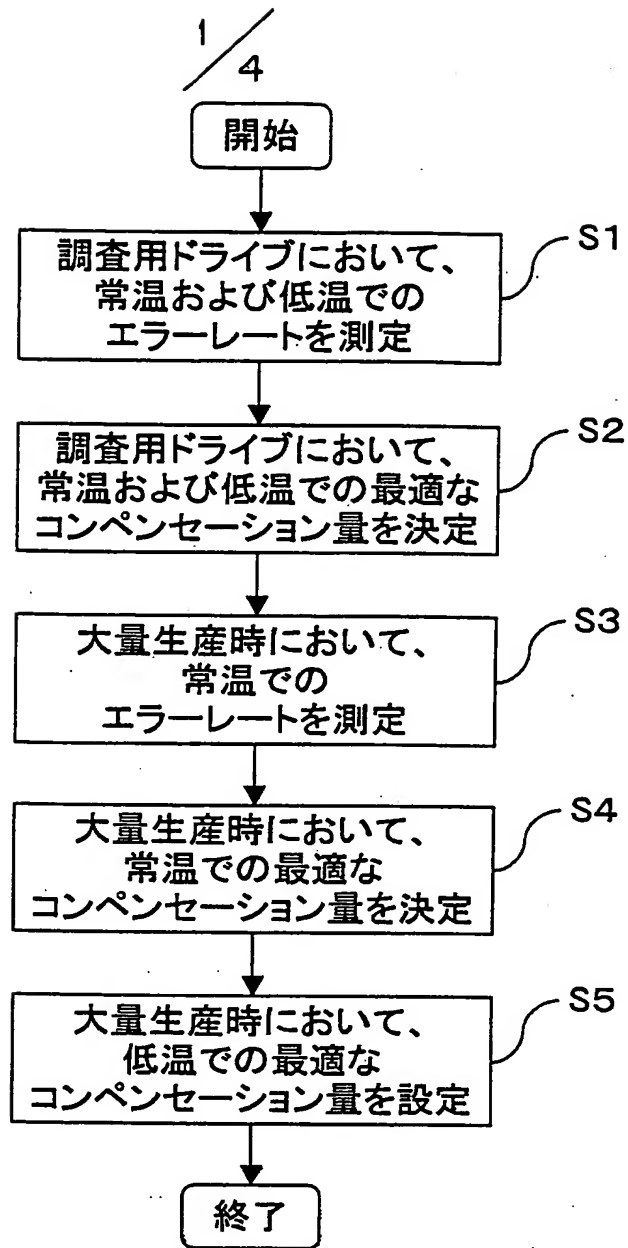 1/4
開始
調査用ドライブにおいて、
常温および低温での
エラーレートを測定
S1
調査用ドライブにおいて、
常温および低温での最適な
コンペンセーション量を決定
S2
大量生産時において、
常温での
エラーレートを測定
S3
大量生産時において、
常温での最適な
コンペンセーション量を決定
S4
大量生産時において、
低温での最適な
コンペンセーション量を設定
S5
終了